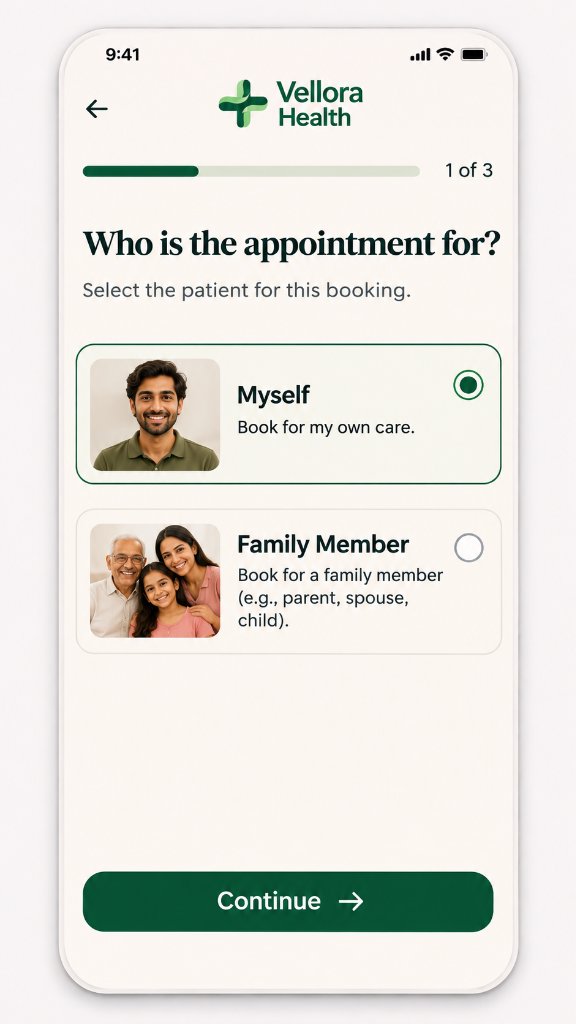 9:41
Vellora
Health
1 of 3
Who is the appointment for?
Select the patient for this booking.
Myself
Book for my own care.
Family Member
Book for a family member
(e.g., parent, spouse,
child).
Continue